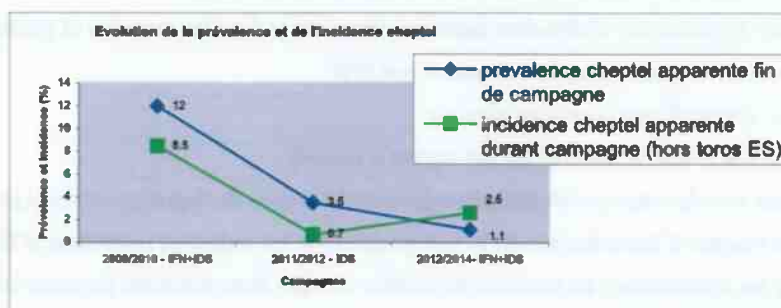 Evolution de la prévalence et de l'incidence cheptel
Prévalence et incidence (%)
14
12
10
8
6
4
2
0
12
8.5
3.5
0.7
2.5
1.1
2009/2010 - IFN+IDS
2011/2012 - IDS
2012/2014- IFN+IDS
Campagnes
prevalence cheptel apparente fin
de campagne
incidence cheptel apparente
durant campagne (hors toros ES)